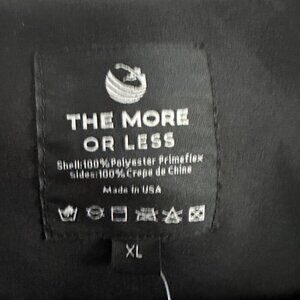 THE MORE
OR LESS
Shell:100%Polyester Primeflex
Sides:100%Crepe de Chine
Made in USA
XL